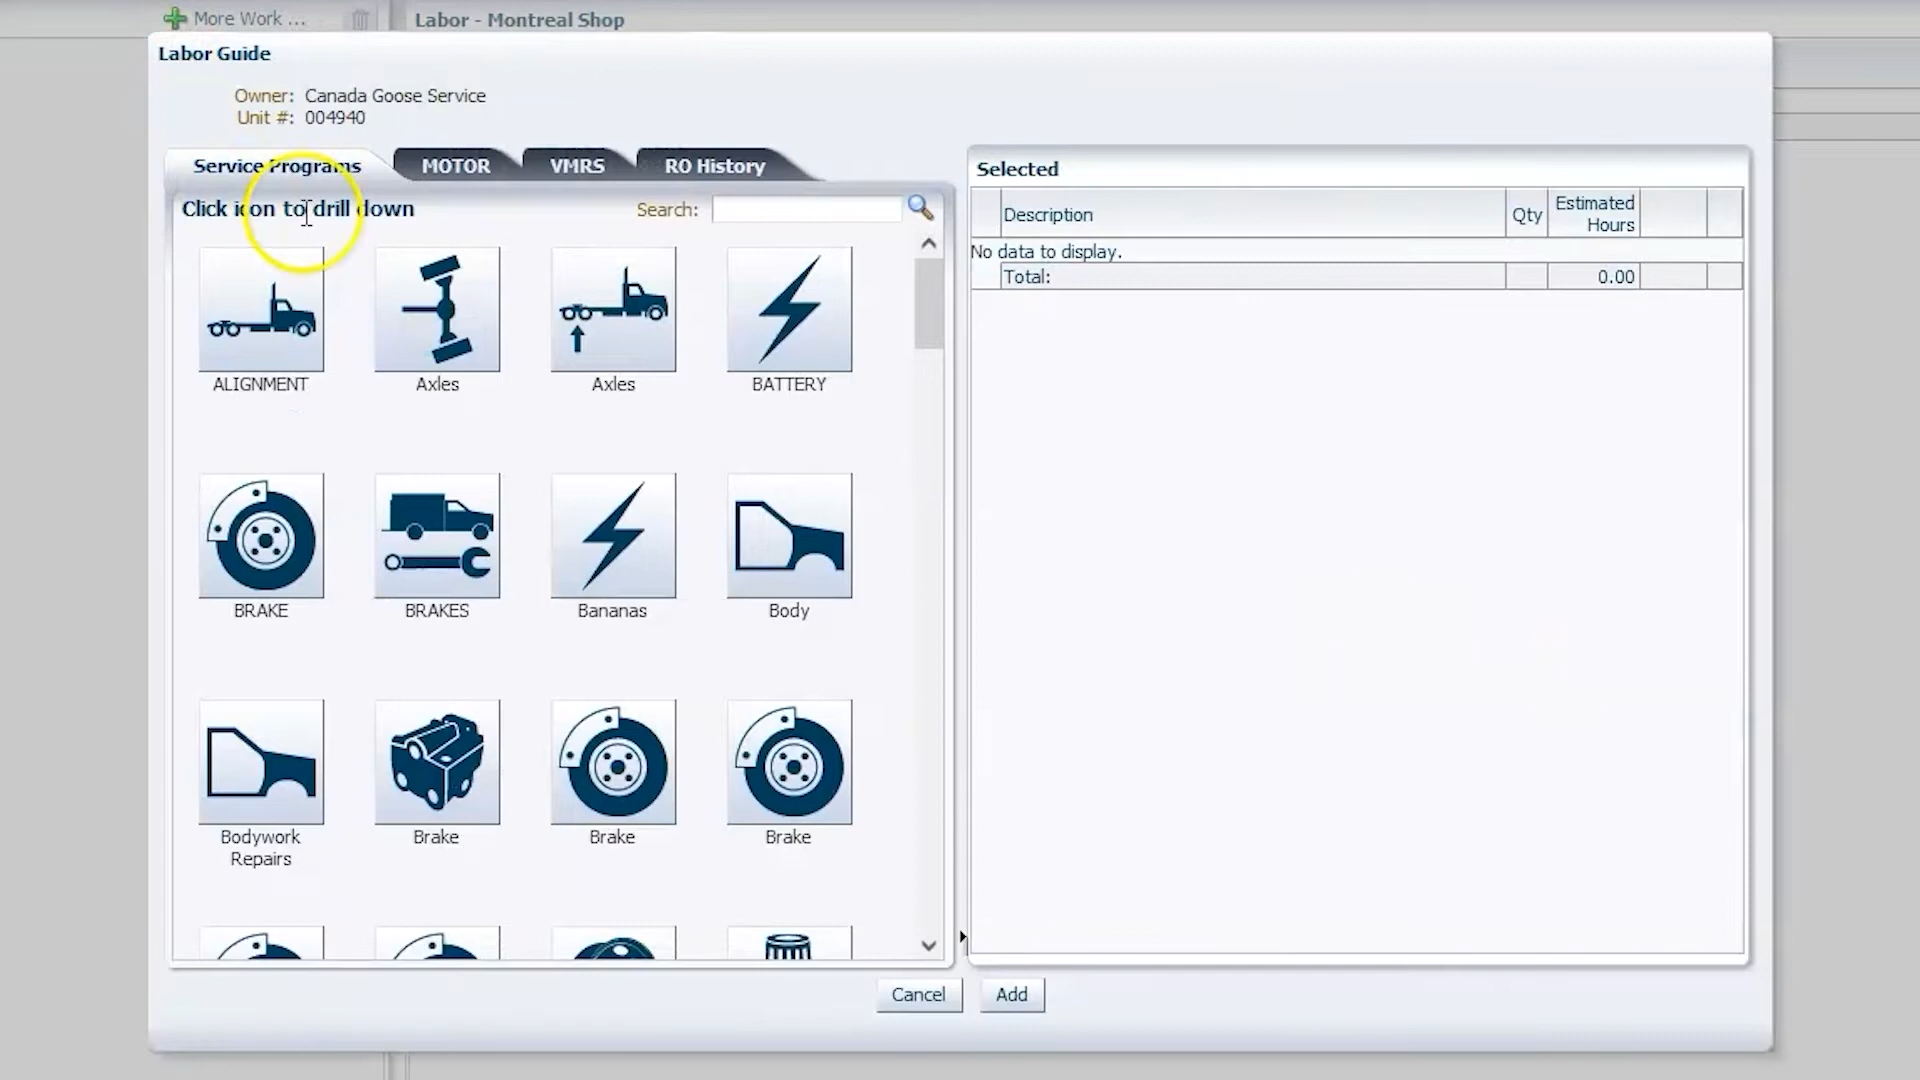 More Work ...
Labor - Montreal Shop
Labor Guide
Owner: Canada Goose Service
Unit #: 004940
Service Programs
MOTOR
VMRS
RO History
Click icon to drill down
Search:
ALIGNMENT
Axles
Axles
BATTERY
BRAKE
BRAKES
Bananas
Body
Bodywork
Repairs
Brake
Brake
Brake
Selected
Description
Qty
Estimated
Hours
No data to display.
Total:
0.00
Cancel
Add